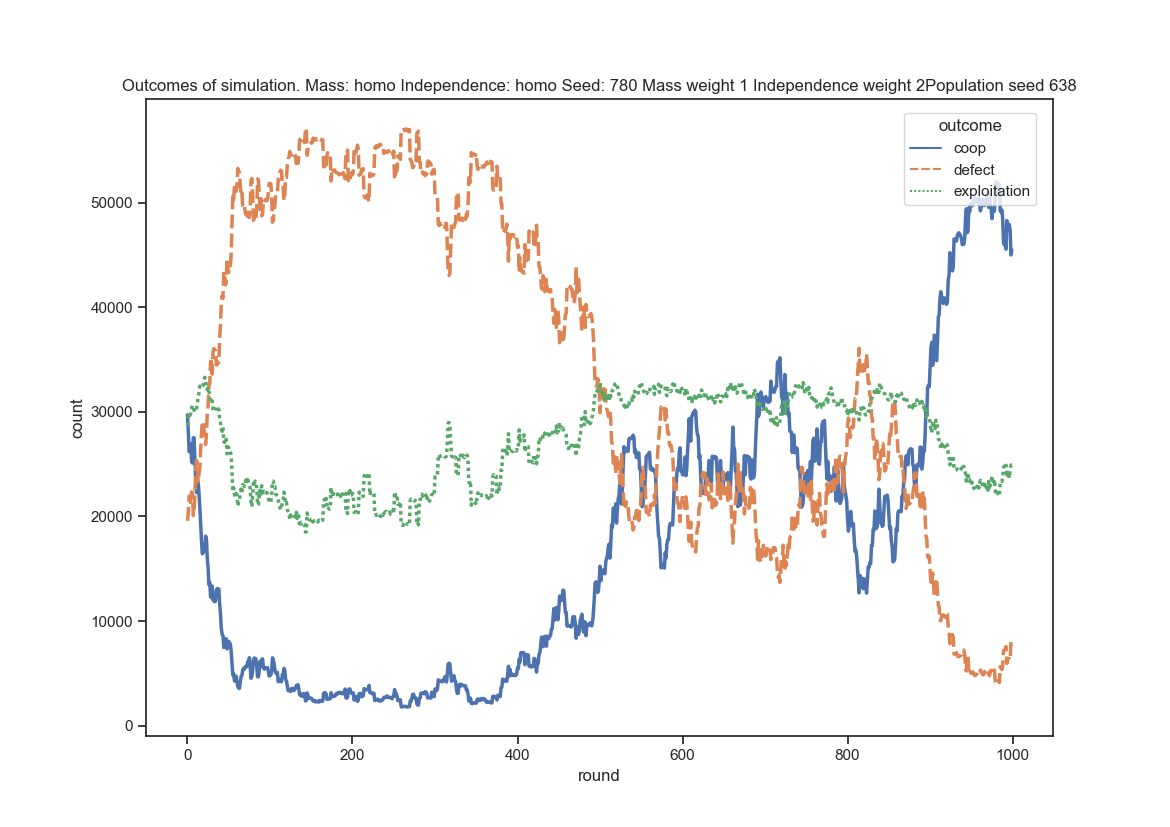 Outcomes of simulation. Mass: homo Independence: homo Seed: 780 Mass weight 1 Independence weight 2Population seed 638
outcome
coop
defect
exploitation
50000
40000
30000
20000
10000
0
count
0 200 400 600 800 1000
round